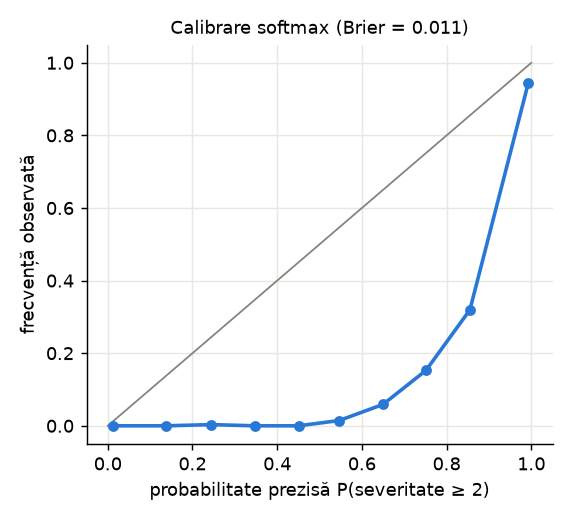 Calibrare softmax (Brier = 0.011)
1.0
0.8
0.6
0.4
0.2
0.0
frecvență observată
0.0 0.2 0.4 0.6 0.8 1.0
probabilitate prezisă P(severitate ≥ 2)